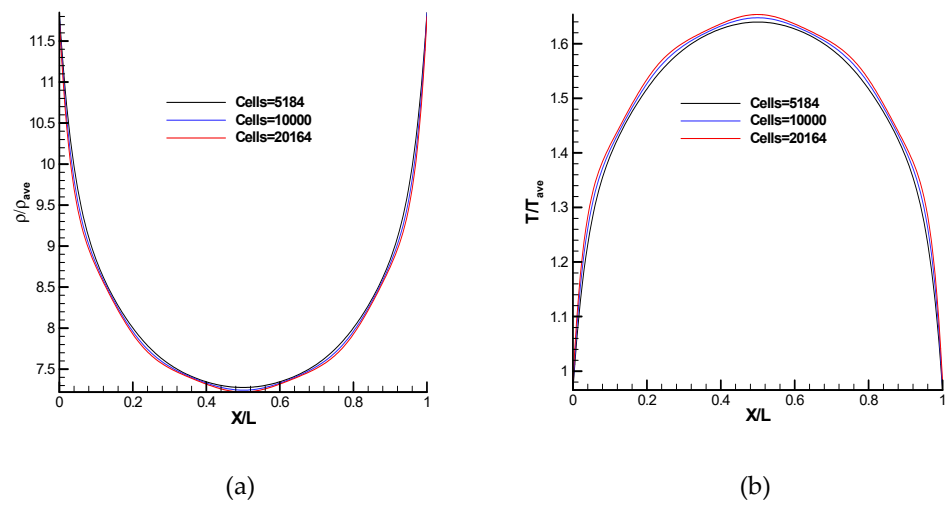 11.5
11
10.5
10
9.5
9
8.5
8
7.5
ρ/ρave
Cells=5184
Cells=10000
Cells=20164
0 0.2 0.4 0.6 0.8 1
X/L
(a)
1.6
1.5
1.4
1.3
1.2
1.1
1
T/Tave
Cells=5184
Cells=10000
Cells=20164
0 0.2 0.4 0.6 0.8 1
X/L
(b)